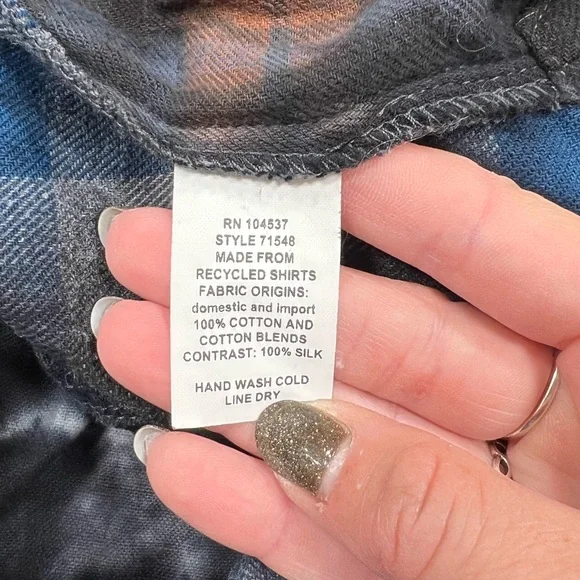 RN 104537
STYLE 71548
MADE FROM
RECYCLED SHIRTS
FABRIC ORIGINS:
domestic and import
100% COTTON AND
COTTON BLENDS
CONTRAST: 100% SILK
HAND WASH COLD
LINE DRY